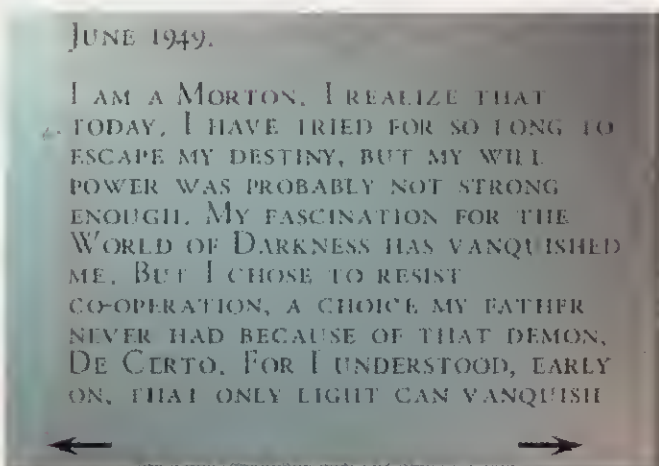 JUNE 1949.
I AM A MORTON. I REALIZE THAT
TODAY. I HAVE TRIED FOR SO LONG TO
ESCAPE MY DESTINY, BUT MY WILL
POWER WAS PROBABLY NOT STRONG
ENOUGH. MY FASCINATION FOR THE
WORLD OF DARKNESS HAS VANQUISHED
ME. BUT I CHOSE TO RESIST
CO-OPERATION, A CHOICE MY FATHER
NEVER HAD BECAUSE OF THAT DEMON,
DE CERTO. FOR I UNDERSTOOD, EARLY
ON, THAT ONLY LIGHT CAN VANQUISH